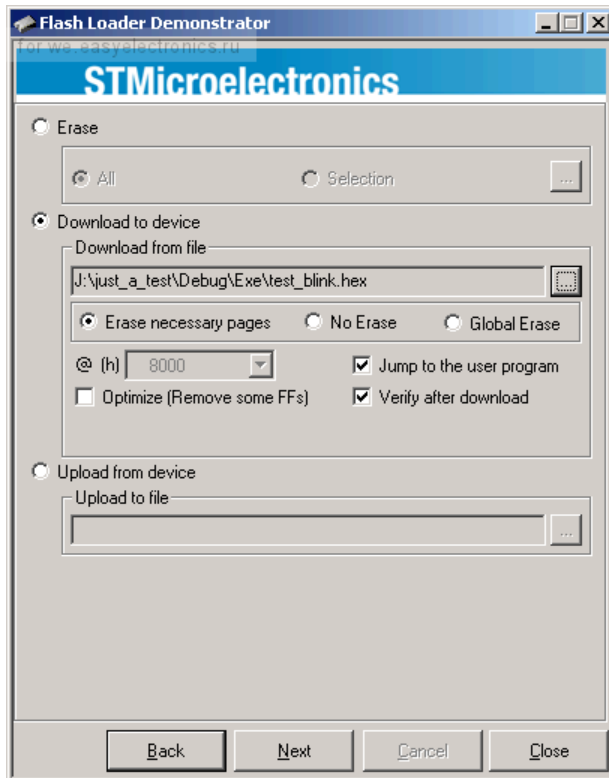 Flash Loader Demonstrator
for we.easyelectronics.ru
STMicroelectronics
Erase
All Selection ...
Download to device
Download from file
J:\just_a_test\Debug\Exe\test_blink.hex ...
Erase necessary pages No Erase Global Erase
@ (h) 8000 Jump to the user program
Optimize (Remove some FFs) Verify after download
Upload from device
Upload to file
...
Back Next Cancel Close